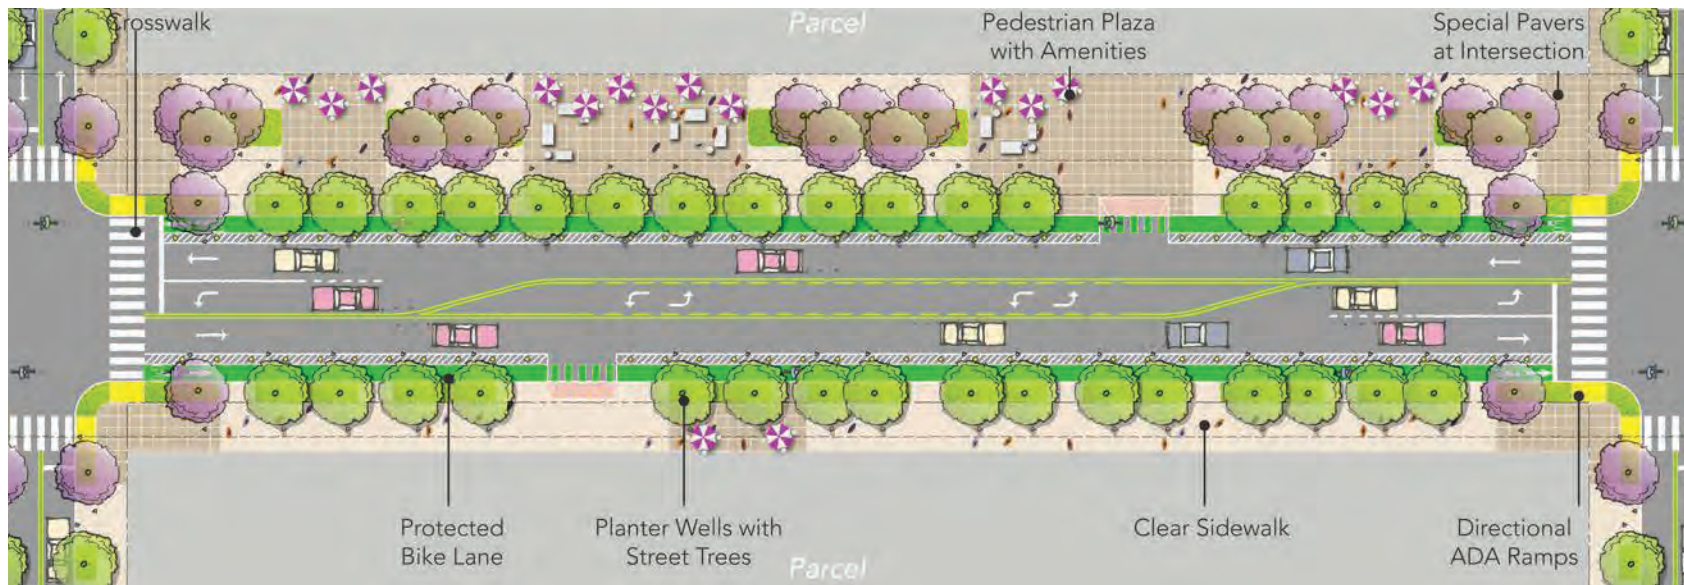 Crosswalk
Parcel
Pedestrian Plaza
with Amenities
Special Pavers
at Intersection
Protected
Bike Lane
Planter Wells with
Street Trees
Clear Sidewalk
Directional
ADA Ramps
Parcel